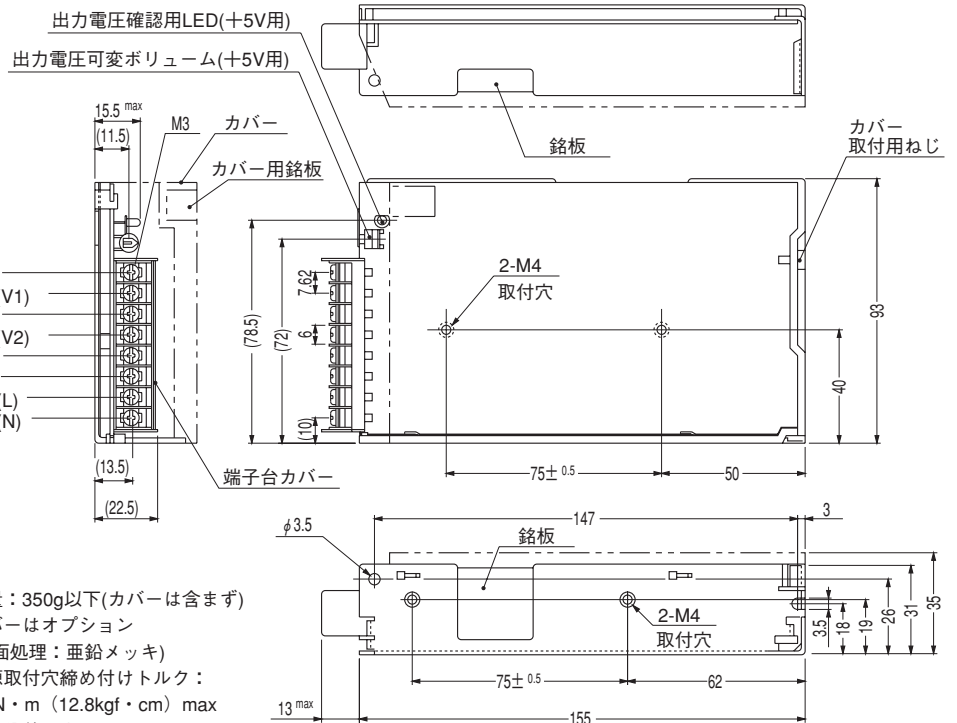 出力電圧確認用LED(+5V用)
出力電圧可変ボリューム(+5V用)
銘板
15.5 max
(11.5)
M3
カバー
カバー用銘板
カバー
取付用ねじ
V1)
V2)
L)
N)
(13.5)
(22.5)
端子台カバー
(78.5)
(72)
7.62
6
(10)
2-M4
取付穴
93
40
75± 0.5
50
φ3.5
147
3
銘板
2-M4
取付穴
3.5
18
19
26
31
35
75± 0.5
62
13 max
155
:350g以下(カバーは含まず)
バーはオプション
面処理:亜鉛メッキ)
取付穴締め付けトルク:
N・m(12.8kgf・cm)max